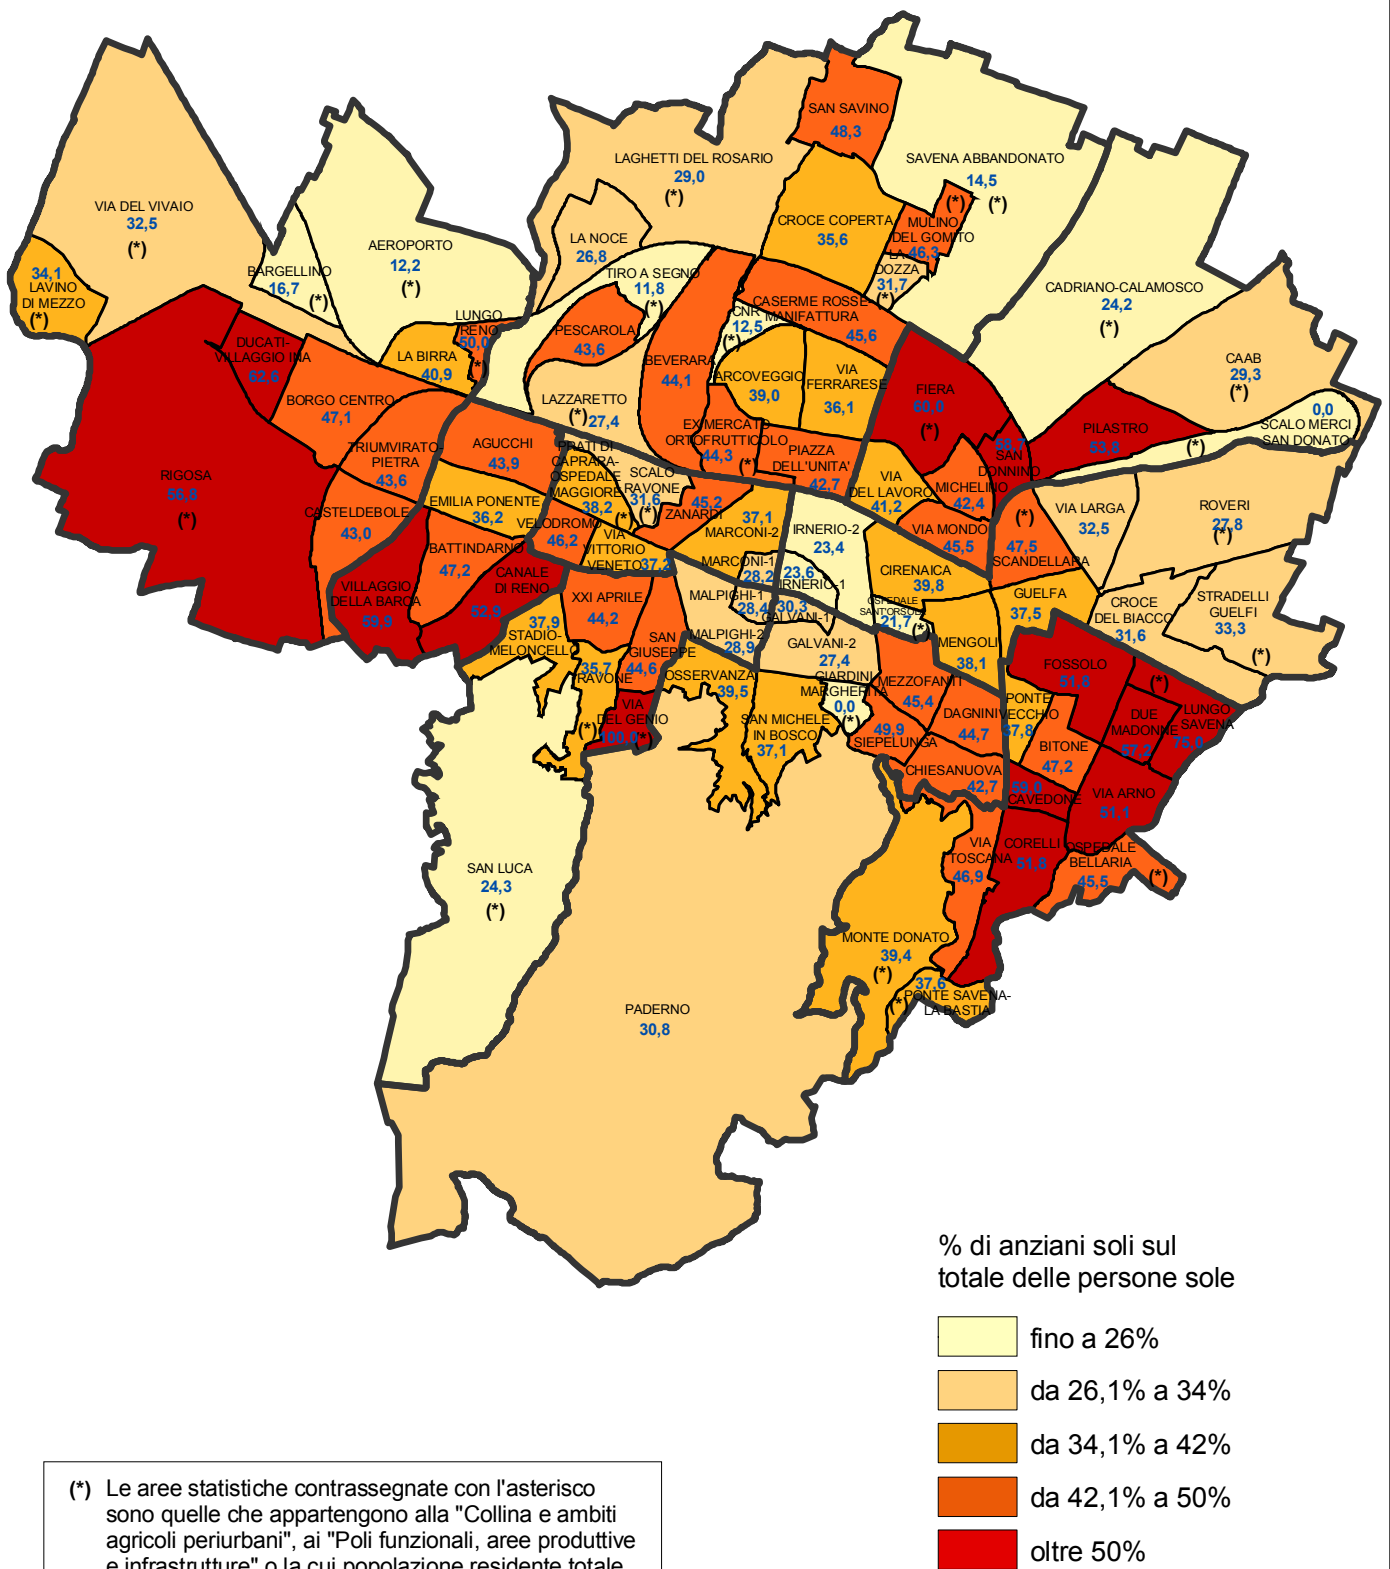 SAN SAVINO
48,3
LAGHETTI DEL ROSARIO
29,0
(*)
SAVENA ABBANDONATO
14,5
(*)
(*)
VIA DEL VIVAIO
32,5
(*)
AEROPORTO
12,2
(*)
LA NOCE
26,8
CROCE COPERTA
35,6
MULINO
DEL GOMITO
46,3
LA
DOZZA
31,7
(*)
34,1
LAVINO
DI MEZZO
(*)
BARGELLINO
16,7
(*)
TIRO A SEGNO
11,8
(*)
CADRIANO-CALAMOSCO
24,2
(*)
LUNGO
RENO
50,0
(*)
PESCAROLA
43,6
CNR
12,5
(*)
CASERME ROSSE-
MANIFATTURA
45,6
DUCATI-
VILLAGGIO INA
LA BIRRA
40,9
BEVERARA
44,1
ARCOVEGGIO
39,0
VIA
FERRARESE
36,1
FIERA
60,0
(*)
CAAB
29,3
(*)
BORGO CENTRO
47,1
LAZZARETTO
(*)
27,4
EX MERCATO
ORTOFRUTTICOLO
44,3
(*)
PILASTRO
53,8
(*)
0,0
SCALO MERCI
SAN DONATO
TRIUMVIRATO-
PIETRA
43,6
AGUCCHI
43,9
PRATI DI
CAPRARA-
OSPEDALE
MAGGIORE
38,2
(*)
SCALO
RAVONE
31,6
(*)
PIAZZA
DELL'UNITA'
42,7
SAN
DONNINO
RIGOSA
(*)
EMILIA PONENTE
36,2
45,2
ZANARDI
VIA
DEL LAVORO
41,2
MICHELINO
42,4
(*)
VIA LARGA
32,5
ROVERI
27,8
(*)
CASTELDEBOLE
43,0
VELODROMO
46,2
VIA
VITTORIO
VENETO
37,2
37,1
MARCONI-2
IRNERIO-2
23,4
VIA MONDO
45,5
47,5
SCANDELLARA
BATTINDARNO
47,2
MARCONI-1
28,2
23,6
IRNERIO-1
CIRENAICA
39,8
CANALE
DI RENO
52,9
VILLAGGIO
DELLA BARCA
XXI APRILE
44,2
MALPIGHI-1
28,4
30,3
GALVANI-1
OSPEDALE
SANT'ORSOLA
21,7
(*)
GUELFA
37,5
CROCE
DEL BIACCO
31,6
STRADELLI
GUELFI
33,3
(*)
37,9
STADIO-
MELONCELLO
SAN
GIUSEPPE
44,6
MALPIGHI-2
28,9
GALVANI-2
27,4
MENGOLI
38,1
35,7
RAVONE
(*)
OSSERVANZA
39,5
GIARDINI
MARGHERITA
0,0
(*)
MEZZOFANTI
45,4
FOSSOLO
51,8
(*)
VIA
DEL GENIO
100,0
(*)
SAN MICHELE
IN BOSCO
37,1
49,9
SIEPELUNGA
DAGNINI
44,7
PONTE
VECCHIO
37,8
BITONE
47,2
DUE
MADONNE
LUNGO
SAVENA
75,0
CHIESANUOVA
42,7
CAVEDONE
VIA ARNO
51,1
SAN LUCA
24,3
(*)
VIA
TOSCANA
46,9
CORELLI
OSPEDALE
BELLARIA
45,5
(*)
MONTE DONATO
39,4
(*)
37,6
(*)
PONTE SAVENA-
LA BASTIA
PADERNO
30,8
% di anziani soli sul
totale delle persone sole
fino a 26%
da 26,1% a 34%
da 34,1% a 42%
da 42,1% a 50%
oltre 50%
(*) Le aree statistiche contrassegnate con l'asterisco
sono quelle che appartengono alla "Collina e ambiti
agricoli periurbani", ai "Poli funzionali, aree produttive
e infrastrutture" o la cui popolazione residente totale